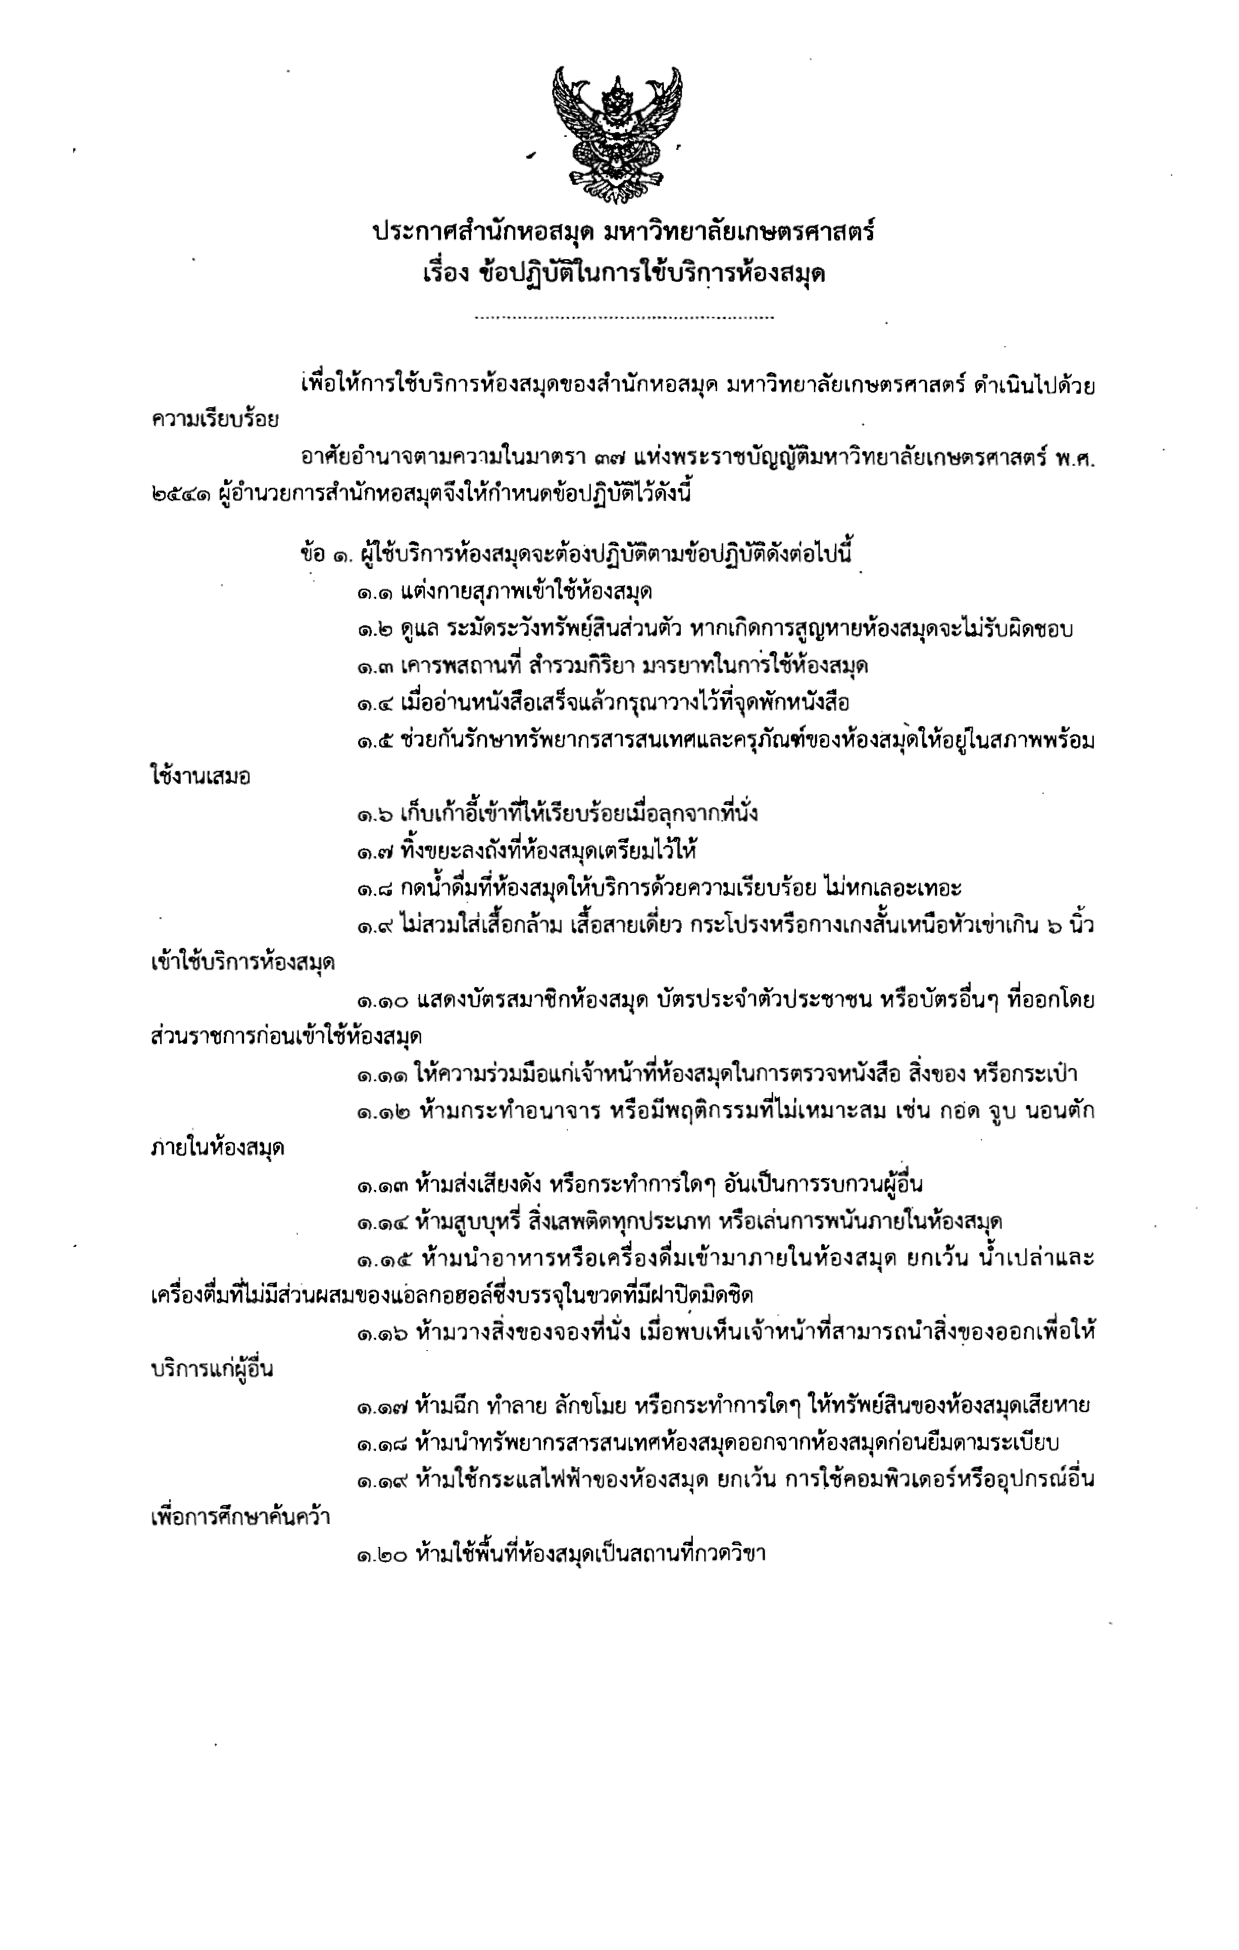 ประกาศสำนักหอสมุด มหาวิทยาลัยเกษตรศาสตร์
เรื่อง ข้อปฏิบัติในการใช้บริการห้องสมุด
เพื่อให้การใช้บริการห้องสมุดของสำนักหอสมุด มหาวิทยาลัยเกษตรศาสตร์ ดำเนินไปด้วย
ความเรียบร้อย
อาศัยอำนาจตามความในมาตรา ๓๗ แห่งพระราชบัญญัติมหาวิทยาลัยเกษตรศาสตร์ พ.ศ.
๒๕๔๑ ผู้อำนวยการสำนักหอสมุดจึงให้กำหนดข้อปฏิบัติไว้ดังนี้
ข้อ ๑. ผู้ใช้บริการห้องสมุดจะต้องปฏิบัติตามข้อปฏิบัติดังต่อไปนี้
๑.๑ แต่งกายสุภาพเข้าใช้ห้องสมุด
๑.๒ ดูแล ระมัดระวังทรัพย์สินส่วนตัว หากเกิดการสูญหายห้องสมุดจะไม่รับผิดชอบ
๑.๓ เคารพสถานที่ สำรวมกิริยา มารยาทในการใช้ห้องสมุด
๑.๔ เมื่ออ่านหนังสือเสร็จแล้วกรุณาวางไว้ที่จุดพักหนังสือ
๑.๕ ช่วยกันรักษาทรัพยากรสารสนเทศและครุภัณฑ์ของห้องสมุดให้อยู่ในสภาพพร้อม
ใช้งานเสมอ
๑.๖ เก็บเก้าอี้เข้าที่ให้เรียบร้อยเมื่อลุกจากที่นั่ง
๑.๗ ทิ้งขยะลงถังที่ห้องสมุดเตรียมไว้ให้
๑.๘ กดน้ำดื่มที่ห้องสมุดให้บริการด้วยความเรียบร้อย ไม่หกเลอะเทอะ
๑.๙ ไม่สวมใส่เสื้อกล้าม เสื้อสายเดี่ยว กระโปรงหรือกางเกงสั้นเหนือหัวเข่าเกิน ๖ นิ้ว
เข้าใช้บริการห้องสมุด
๑.๑๐ แสดงบัตรสมาชิกห้องสมุด บัตรประจำตัวประชาชน หรือบัตรอื่นๆ ที่ออกโดย
ส่วนราชการก่อนเข้าใช้ห้องสมุด
๑.๑๑ ให้ความร่วมมือแก่เจ้าหน้าที่ห้องสมุดในการตรวจหนังสือ สิ่งของ หรือกระเป๋า
๑.๑๒ ห้ามกระทำอนาจาร หรือมีพฤติกรรมที่ไม่เหมาะสม เช่น กอด จูบ นอนตัก
ภายในห้องสมุด
๑.๑๓ ห้ามส่งเสียงดัง หรือกระทำการใดๆ อันเป็นการรบกวนผู้อื่น
๑.๑๔ ห้ามสูบบุหรี่ สิ่งเสพติดทุกประเภท หรือเล่นการพนันภายในห้องสมุด
๑.๑๕ ห้ามนำอาหารหรือเครื่องดื่มเข้ามาภายในห้องสมุด ยกเว้น น้ำเปล่าและ
เครื่องดื่มที่ไม่มีส่วนผสมของแอลกอฮอล์ซึ่งบรรจุในขวดที่มีฝาปิดมิดชิด
๑.๑๖ ห้ามวางสิ่งของจองที่นั่ง เมื่อพบเห็นเจ้าหน้าที่สามารถนำสิ่งของออกเพื่อให้
บริการแก่ผู้อื่น
๑.๑๗ ห้ามฉีก ทำลาย ลักขโมย หรือกระทำการใดๆ ให้ทรัพย์สินของห้องสมุดเสียหาย
๑.๑๘ ห้ามนำทรัพยากรสารสนเทศห้องสมุดออกจากห้องสมุดก่อนยืมตามระเบียบ
๑.๑๙ ห้ามใช้กระแสไฟฟ้าของห้องสมุด ยกเว้น การใช้คอมพิวเตอร์หรืออุปกรณ์อื่น
เพื่อการศึกษาค้นคว้า
๑.๒๐ ห้ามใช้พื้นที่ห้องสมุดเป็นสถานที่กวดวิชา